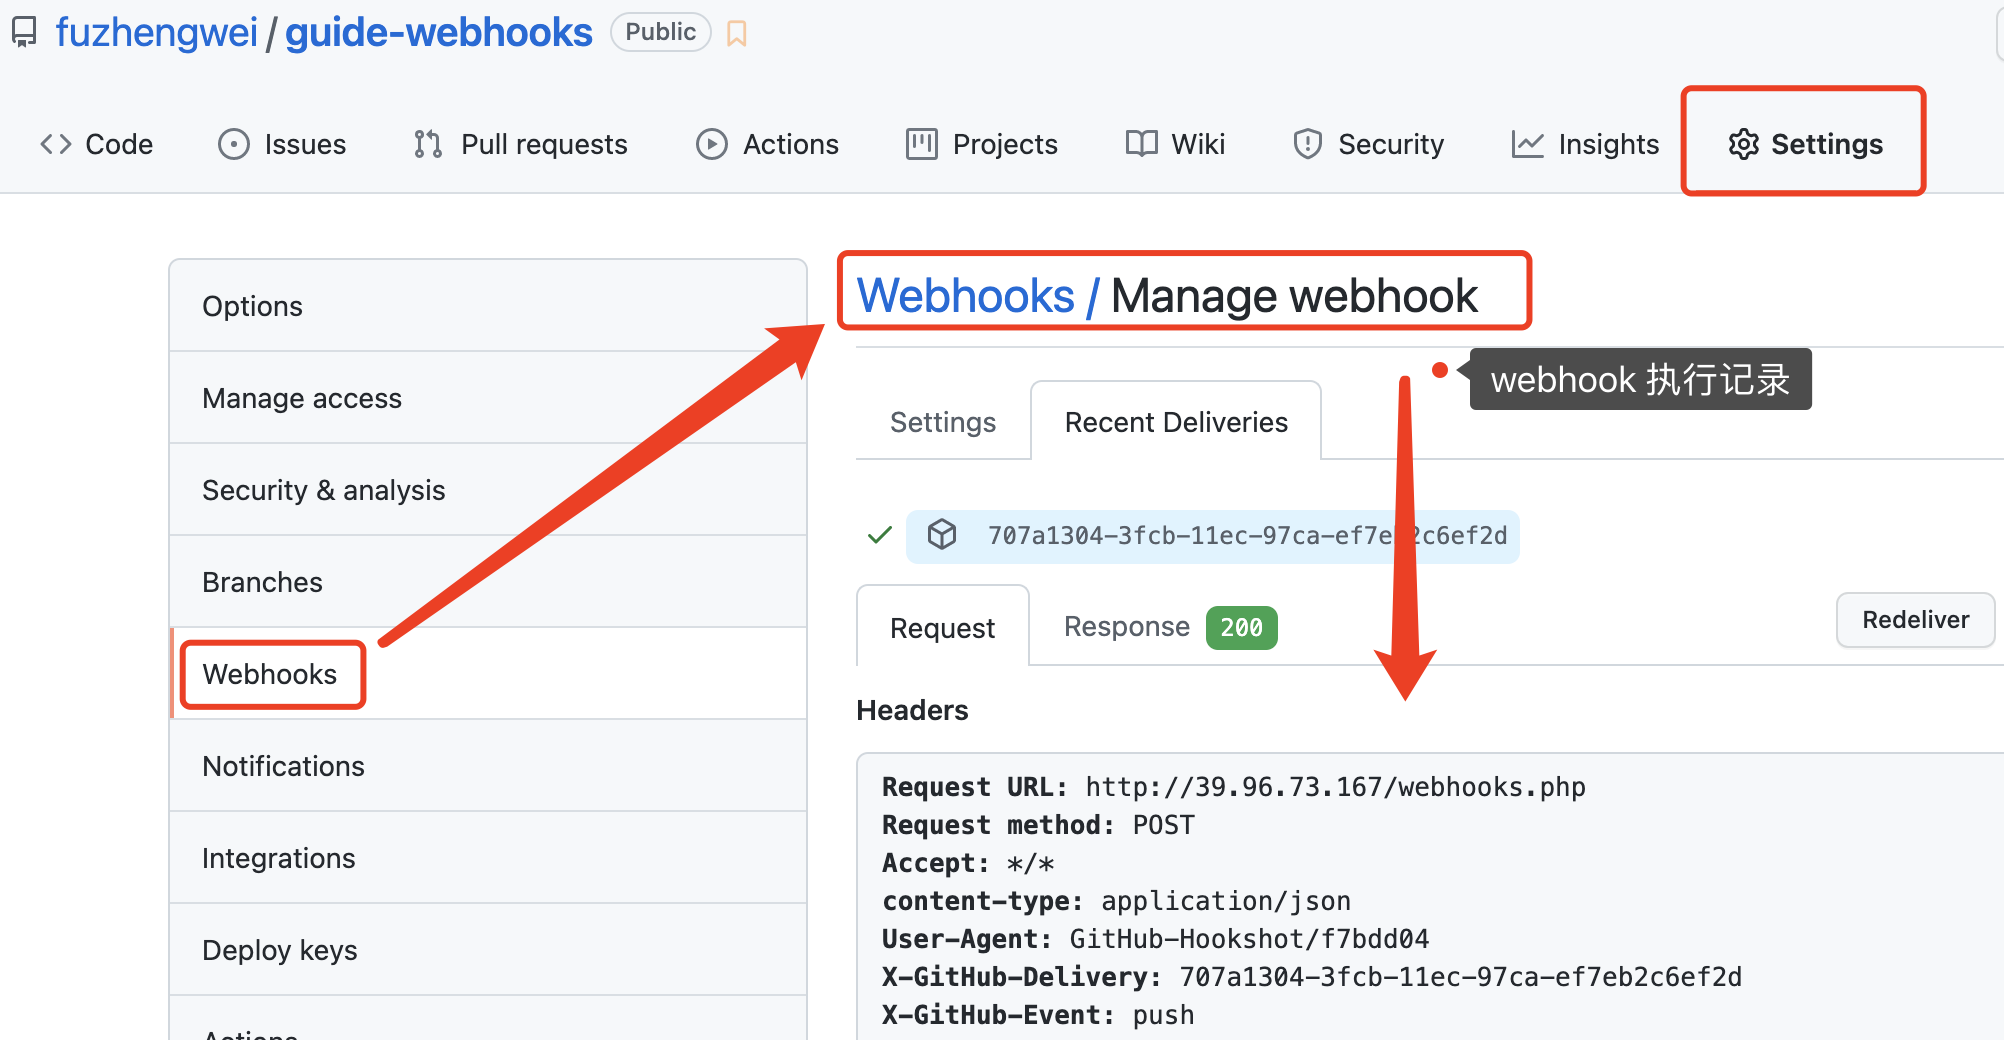 fuzhengwei / guide-webhooks Public
Code Issues Pull requests Actions Projects Wiki Security Insights Settings
Options
Manage access
Security & analysis
Branches
Webhooks
Notifications
Integrations
Deploy keys
Actions
Webhooks / Manage webhook
webhook 执行记录
Settings Recent Deliveries
707a1304-3fcb-11ec-97ca-ef7eb2c6ef2d
Request Response 200 Redeliver
Headers
Request URL: http://39.96.73.167/webhooks.php
Request method: POST
Accept: */*
content-type: application/json
User-Agent: GitHub-Hookshot/f7bdd04
X-GitHub-Delivery: 707a1304-3fcb-11ec-97ca-ef7eb2c6ef2d
X-GitHub-Event: push